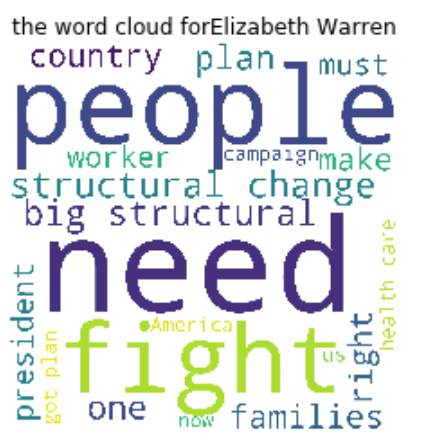 the word cloud forElizabeth Warren
country plan must
people
worker campaign make
structural change
big structural
need
president
health care
America
fight
got plan
us
right
one now families